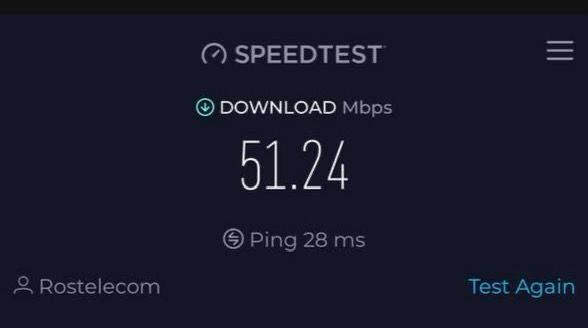 SPEEDTEST
DOWNLOAD Mbps
51.24
Ping 28 ms
Rostelecom
Test Again